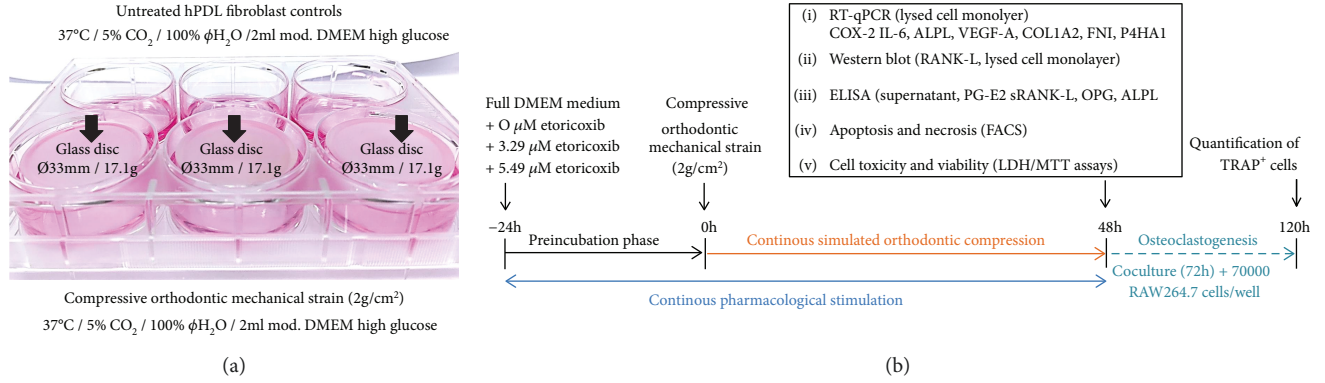 Untreated hPDL fibroblast controls
37°C / 5% CO₂ / 100% ϕH₂O / 2ml mod. DMEM high glucose
Glass disc
Ø33mm / 17.1g
Glass disc
Ø33mm / 17.1g
Glass disc
Ø33mm / 17.1g
Compressive orthodontic mechanical strain (2g/cm²)
37°C / 5% CO₂ / 100% ϕH₂O / 2ml mod. DMEM high glucose
(a)
(i) RT-qPCR (lysed cell monolyer)
COX-2 IL-6, ALPL, VEGF-A, COL1A2, FNI, P4HA1
(ii) Western blot (RANK-L, lysed cell monolayer)
(iii) ELISA (supernatant, PG-E2 sRANK-L, OPG, ALPL
(iv) Apoptosis and necrosis (FACS)
(v) Cell toxicity and viability (LDH/MTT assays)
Full DMEM medium
+ O µM etoricoxib
+ 3.29 µM etoricoxib
+ 5.49 µM etoricoxib
Compressive
orthodontic
mechanical strain
(2g/cm²)
Quantification of
TRAP⁺ cells
−24h
0h
48h
120h
Preincubation phase
Continous simulated orthodontic compression
Osteoclastogenesis
Coculture (72h) + 70000
RAW264.7 cells/well
Continous pharmacological stimulation
(b)